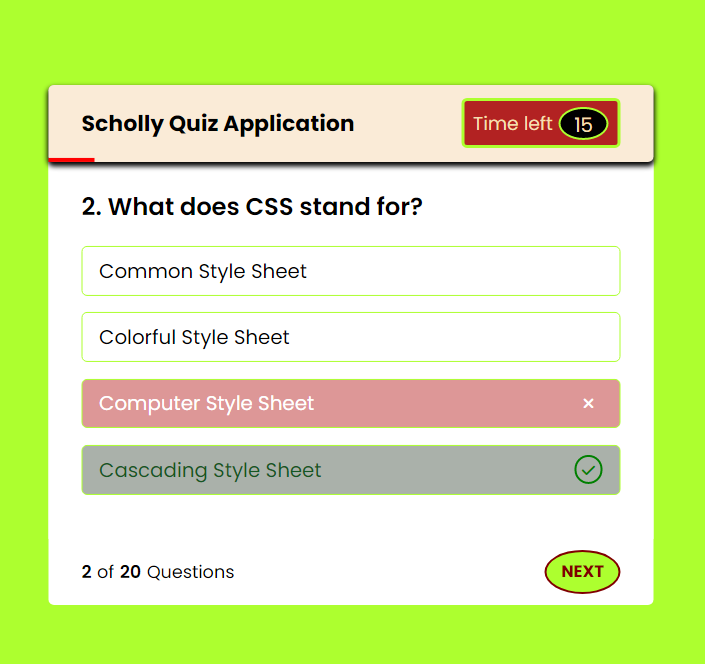 Scholly Quiz Application
Time left 15
2. What does CSS stand for?
Common Style Sheet
Colorful Style Sheet
Computer Style Sheet
Cascading Style Sheet
2 of 20 Questions
NEXT